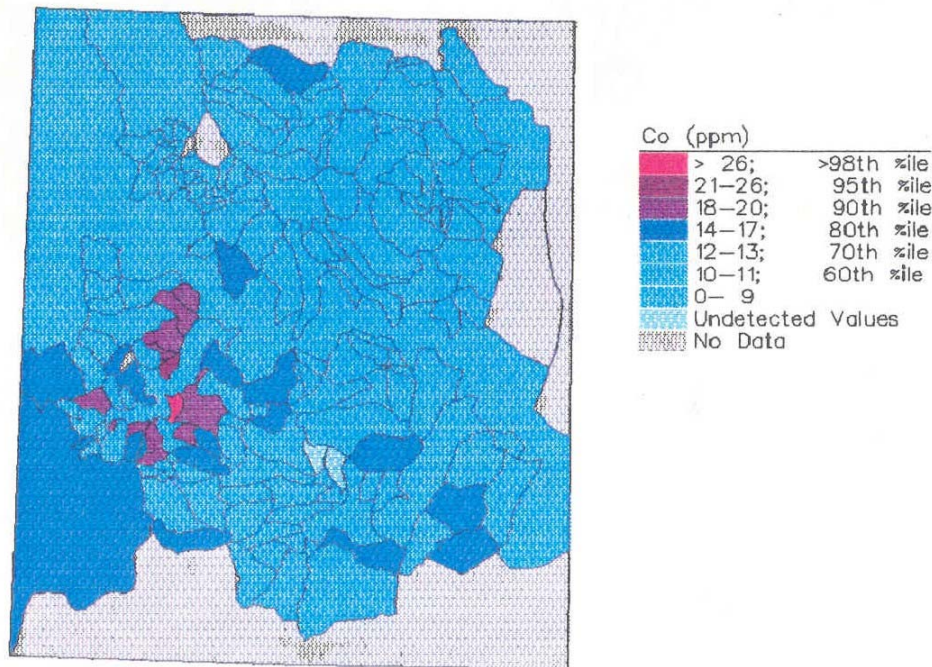 Co (ppm)
> 26; >98th %ile
21-26; 95th %ile
18-20; 90th %ile
14-17; 80th %ile
12-13; 70th %ile
10-11; 60th %ile
0- 9
Undetected Values
No Data